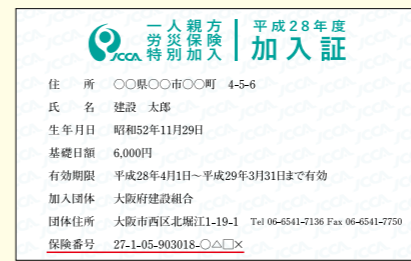 JCCA
一人親方
労災保険
特別加入
平成28年度
加入証
住　所　〇〇県〇〇市〇〇町　4-5-6
氏　名　建設　太郎
生年月日　昭和52年11月29日
基礎日額　6,000円
有効期限　平成28年4月1日～平成29年3月31日まで有効
加入団体　大阪府建設組合
団体住所　大阪市西区北堀江1-19-1　Tel 06-6541-7136 Fax 06-6541-7750
保険番号　27-1-05-903018-〇△□×